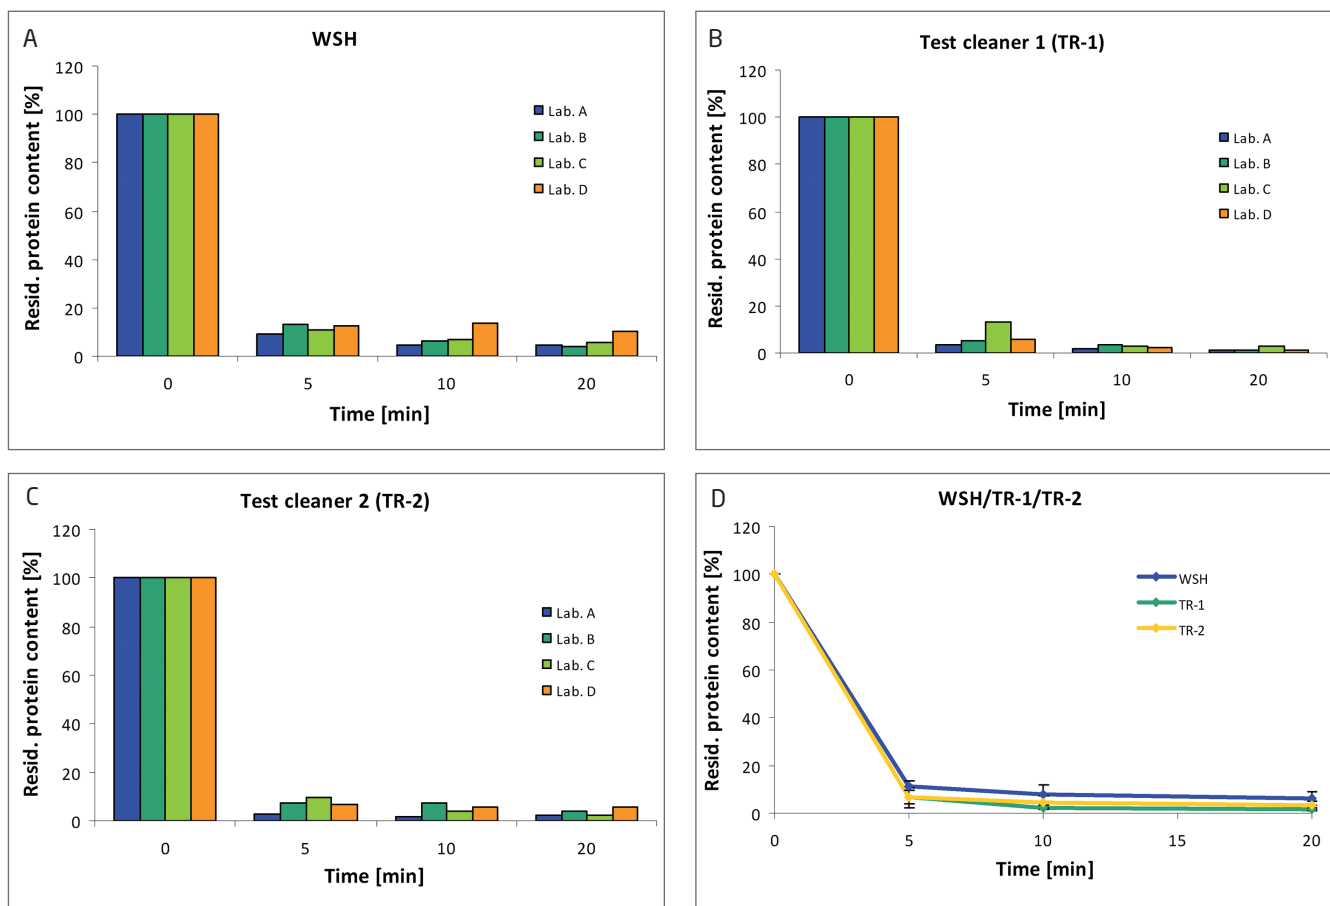 A
WSH
Resid. protein content [%]
120
100
80
60
40
20
0
Lab. A
Lab. B
Lab. C
Lab. D
0 5 10 20
Time [min]
B
Test cleaner 1 (TR-1)
Resid. protein content [%]
120
100
80
60
40
20
0
Lab. A
Lab. B
Lab. C
Lab. D
0 5 10 20
Time [min]
C
Test cleaner 2 (TR-2)
Resid. protein content [%]
120
100
80
60
40
20
0
Lab. A
Lab. B
Lab. C
Lab. D
0 5 10 20
Time [min]
D
WSH/TR-1/TR-2
Resid. protein content [%]
120
100
80
60
40
20
0
WSH
TR-1
TR-2
0 5 10 15 20
Time [min]